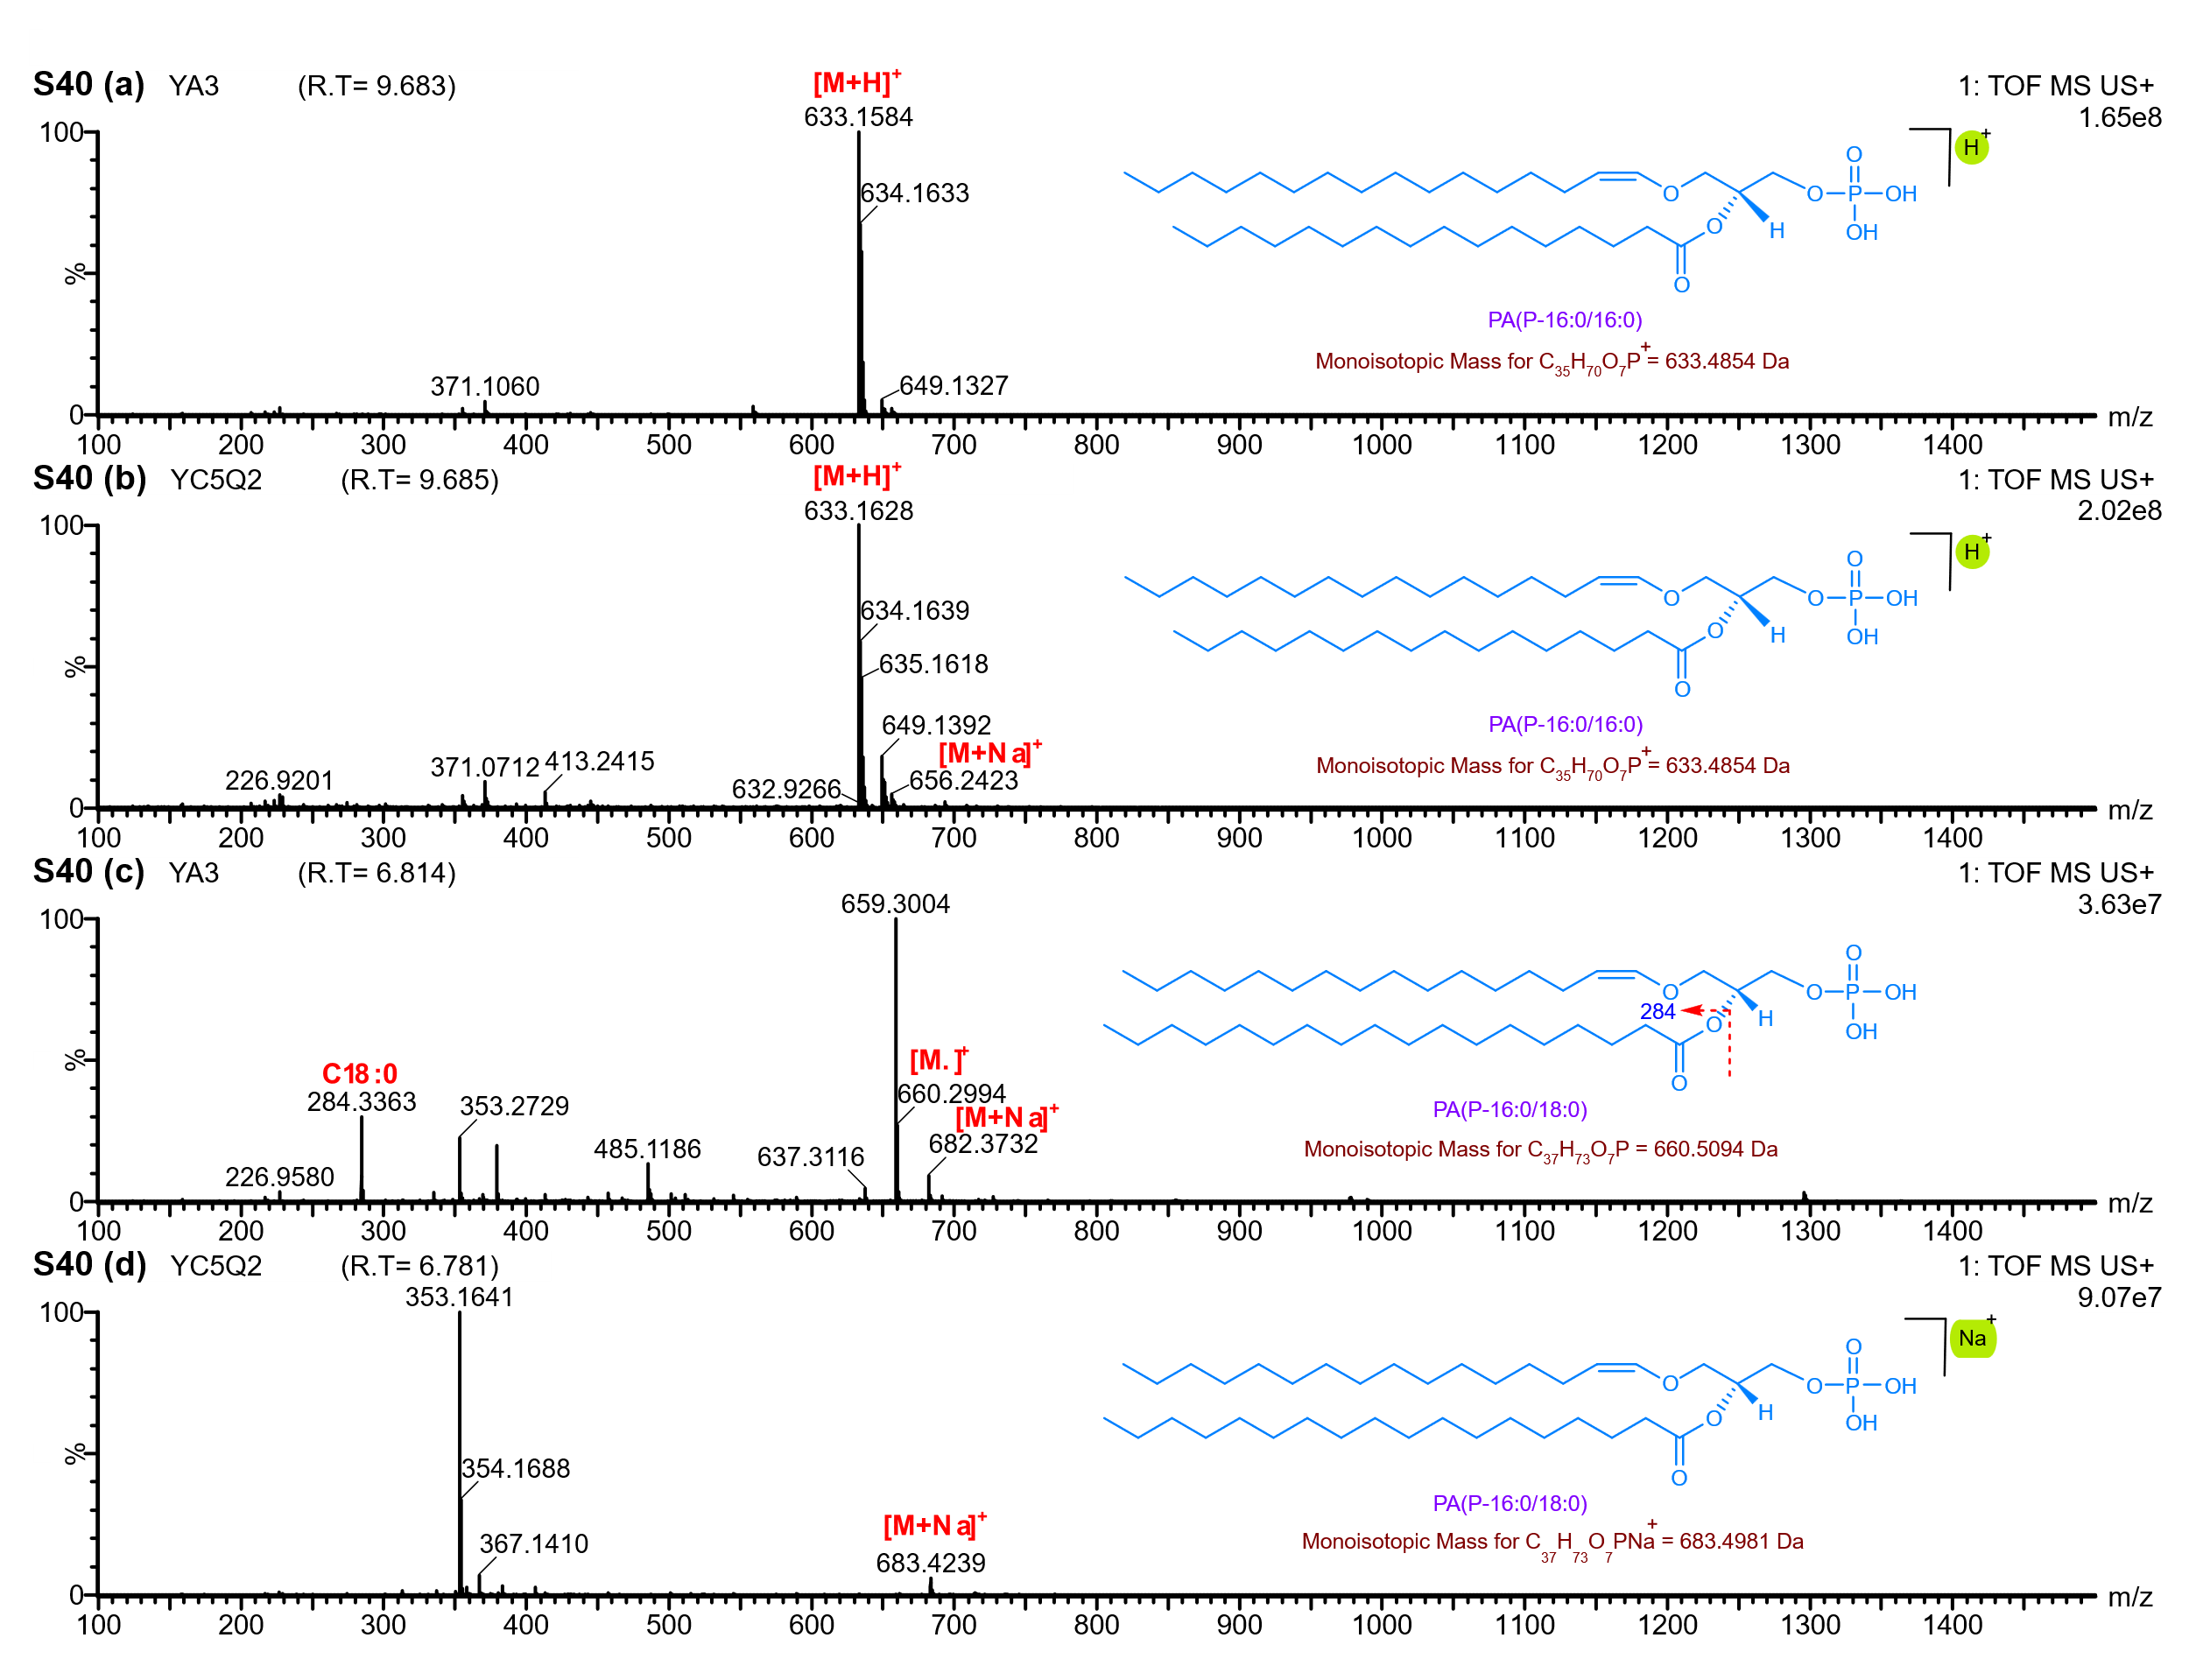 S40 (a) YA3 (R.T= 9.683) 1: TOF MS US+
1.65e8
[M+H]+
633.1584
634.1633
371.1060
649.1327
100
%
0
100 200 300 400 500 600 700 800 900 1000 1100 1200 1300 1400 m/z
H+
O
O O P OH
O H OH
O
PA(P-16:0/16:0)
Monoisotopic Mass for C35H70O7P+= 633.4854 Da
S40 (b) YC5Q2 (R.T= 9.685) 1: TOF MS US+
2.02e8
[M+H]+
633.1628
634.1639
635.1618
649.1392
[M+Na]+
656.2423
632.9266
413.2415
371.0712
226.9201
100
%
0
100 200 300 400 500 600 700 800 900 1000 1100 1200 1300 1400 m/z
H+
O
O O P OH
O H OH
O
PA(P-16:0/16:0)
Monoisotopic Mass for C35H70O7P+= 633.4854 Da
S40 (c) YA3 (R.T= 6.814) 1: TOF MS US+
3.63e7
659.3004
[M.]+
660.2994
[M+Na]+
682.3732
637.3116
485.1186
353.2729
C18:0
284.3363
226.9580
100
%
0
100 200 300 400 500 600 700 800 900 1000 1100 1200 1300 1400 m/z
O
O O P OH
284
O H OH
O
PA(P-16:0/18:0)
Monoisotopic Mass for C37H73O7P = 660.5094 Da
S40 (d) YC5Q2 (R.T= 6.781) 1: TOF MS US+
9.07e7
353.1641
354.1688
367.1410
[M+Na]+
683.4239
100
%
0
100 200 300 400 500 600 700 800 900 1000 1100 1200 1300 1400 m/z
Na+
O
O O P OH
O H OH
O
PA(P-16:0/18:0)
Monoisotopic Mass for C37H73O7PNa+ = 683.4981 Da